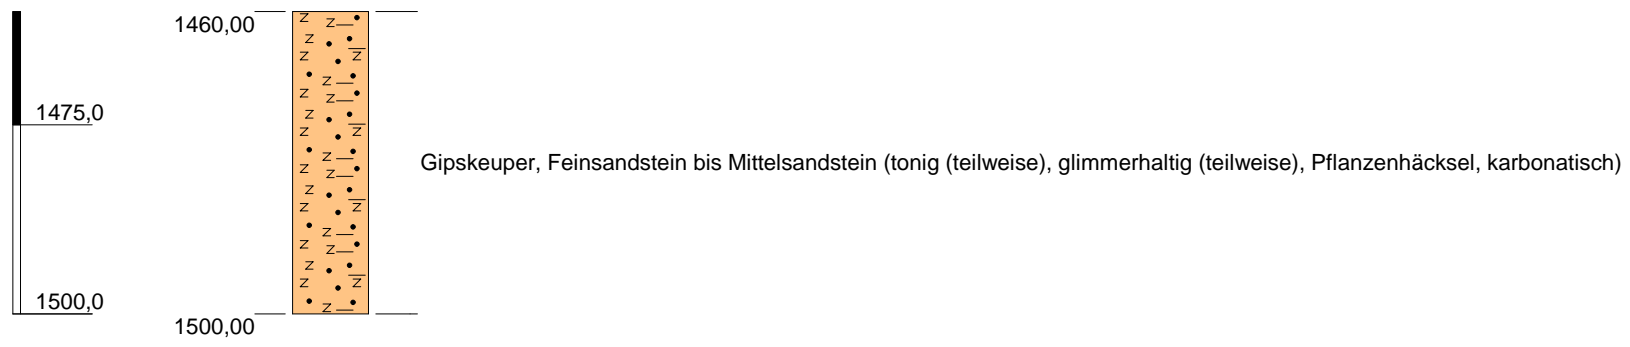 1460,00
1475,0
Gipskeuper, Feinsandstein bis Mittelsandstein (tonig (teilweise), glimmerhaltig (teilweise), Pflanzenhäcksel, karbonatisch)
1500,0
1500,00